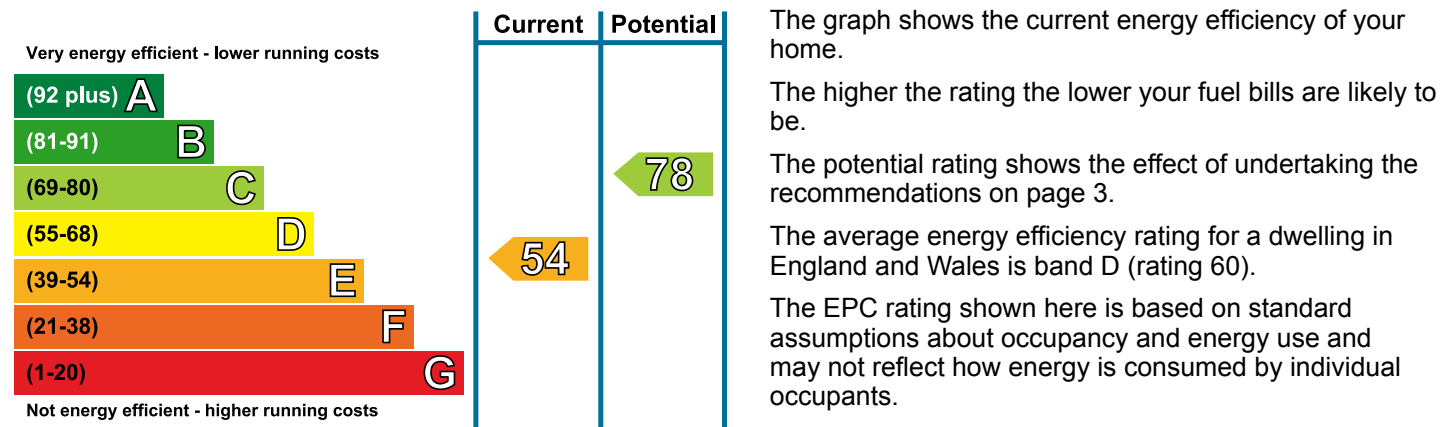 Current Potential
Very energy efficient - lower running costs
(92 plus) A
(81-91) B
(69-80) C
(55-68) D
(39-54) E
(21-38) F
(1-20) G
Not energy efficient - higher running costs
54
78
The graph shows the current energy efficiency of your
home.
The higher the rating the lower your fuel bills are likely to
be.
The potential rating shows the effect of undertaking the
recommendations on page 3.
The average energy efficiency rating for a dwelling in
England and Wales is band D (rating 60).
The EPC rating shown here is based on standard
assumptions about occupancy and energy use and
may not reflect how energy is consumed by individual
occupants.